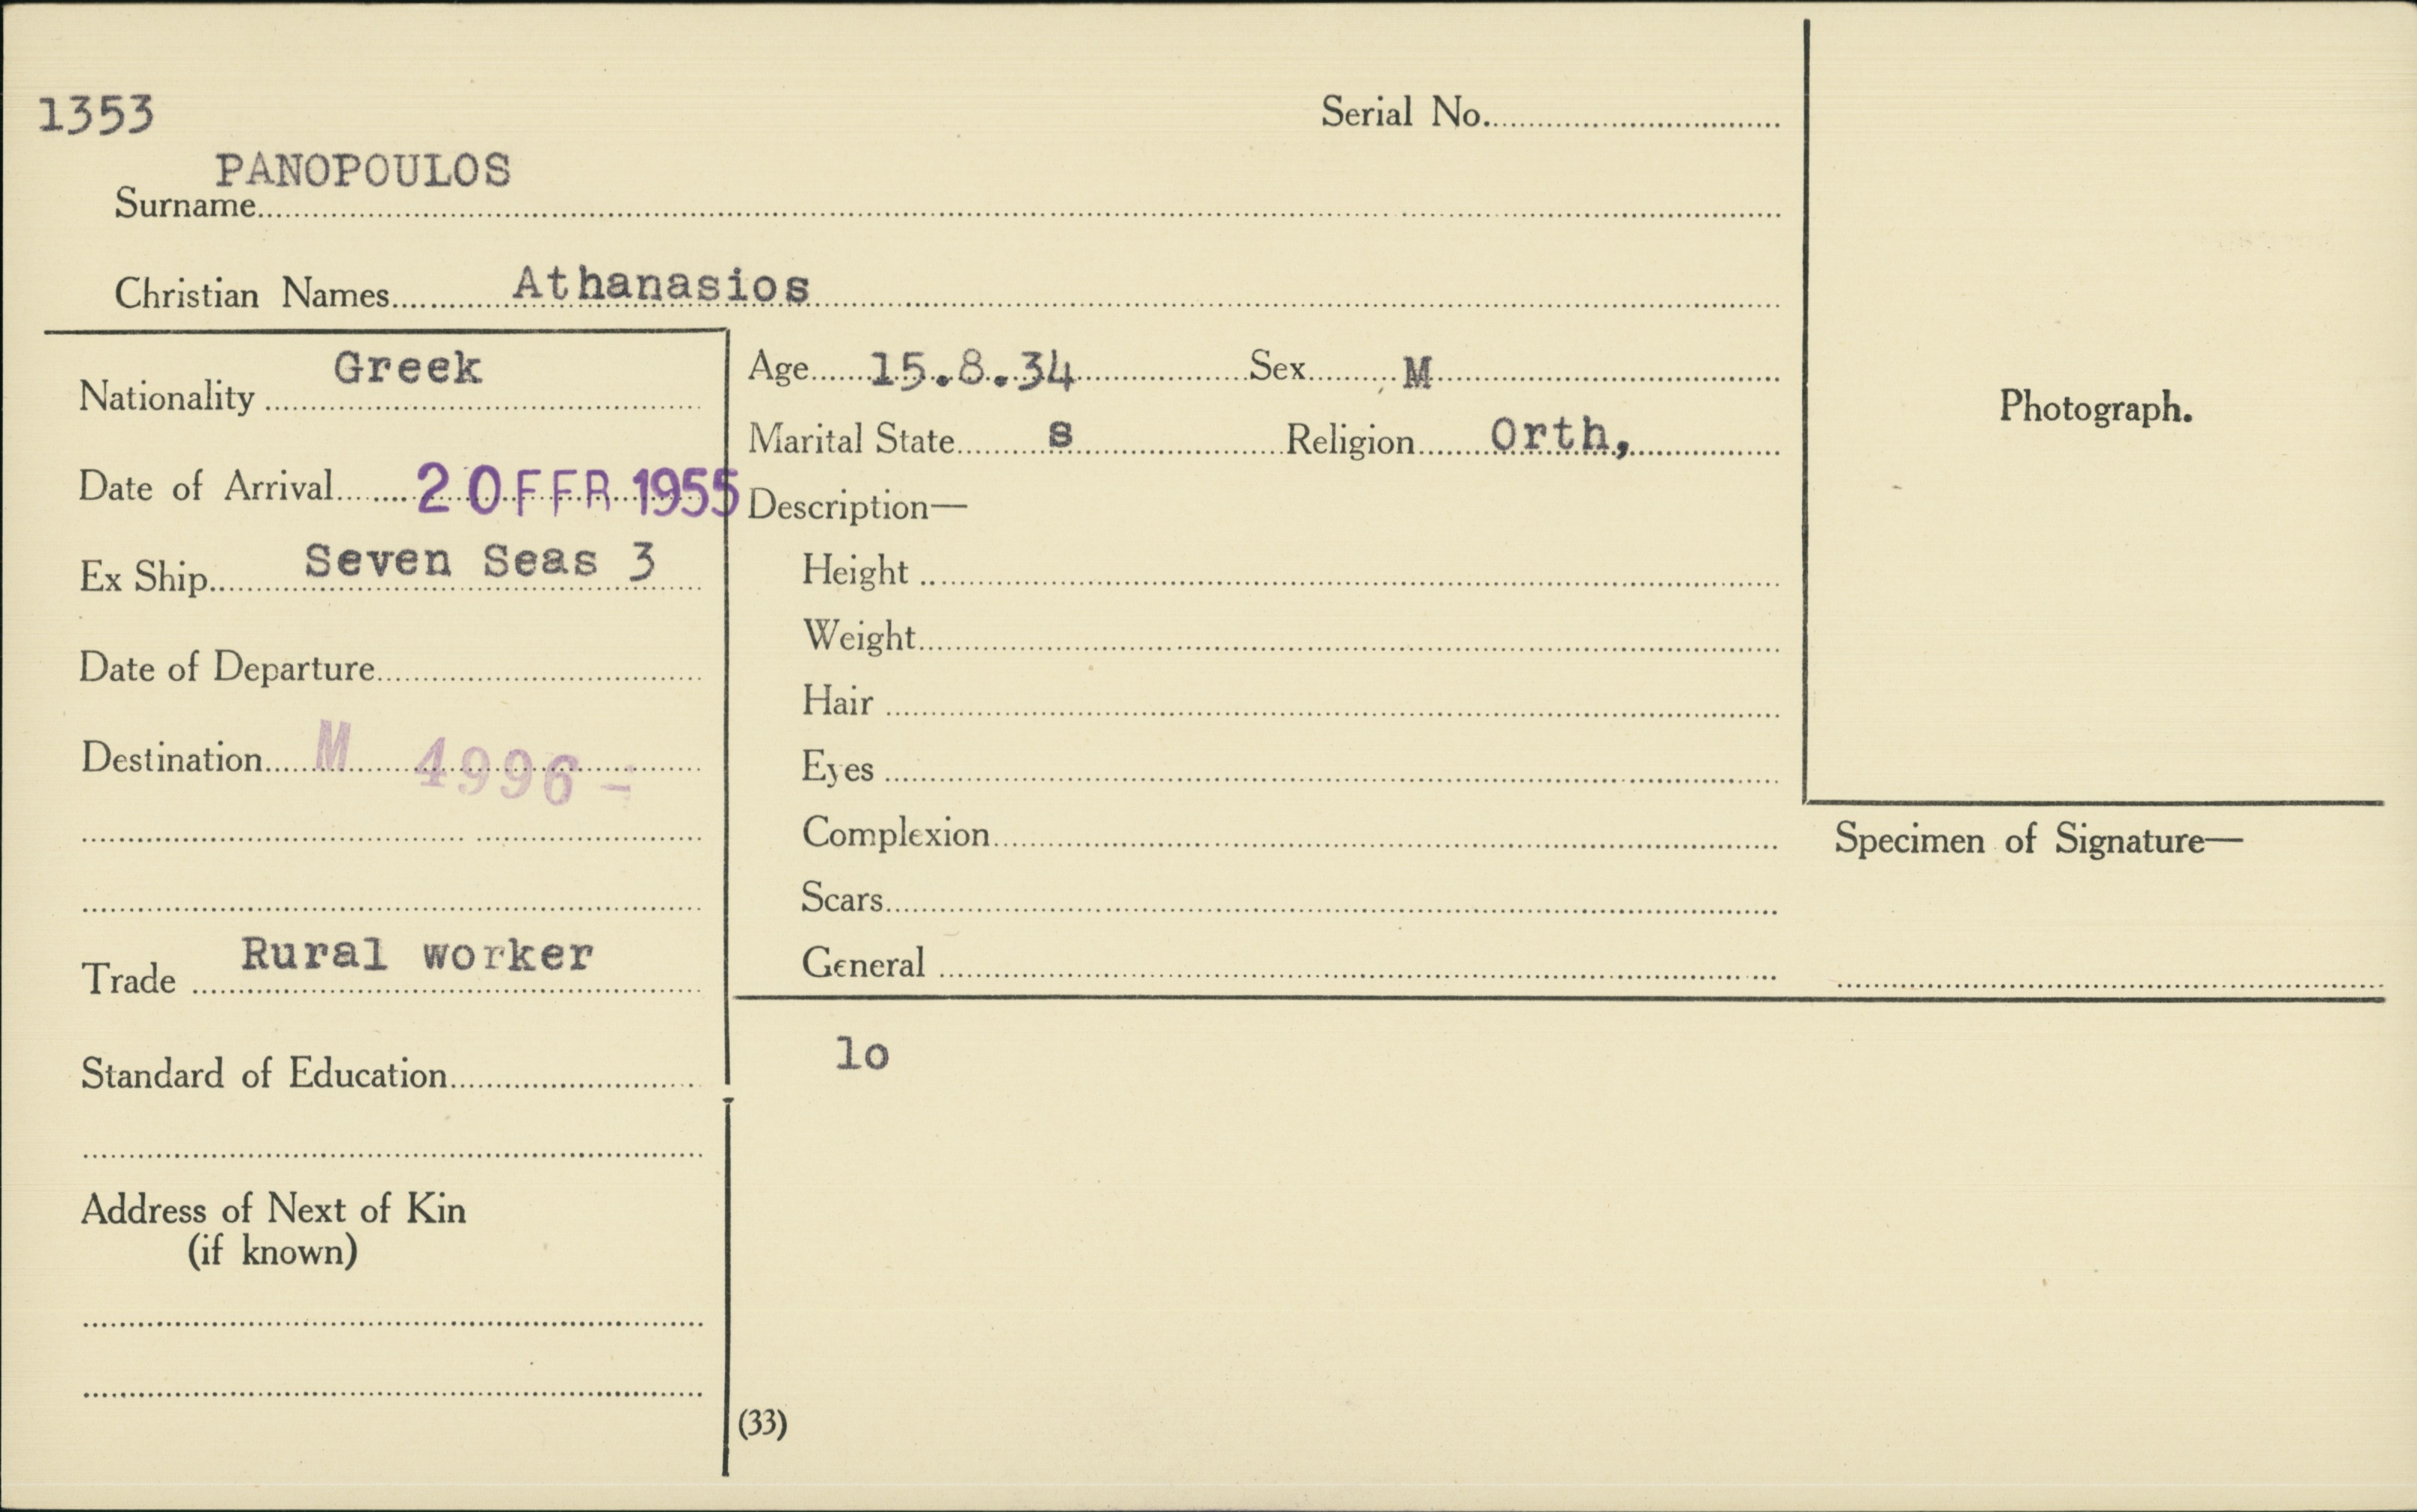 1353
Serial No.
PANOPOULOS
Surname
Christian Names Athanasios
Greek
Nationality
Age 15.8.34 Sex M
Marital State s Religion Orth,
Date of Arrival 20 FEB 1955
Description—
Seven Seas 3
Ex Ship
Height
Weight
Date of Departure
Hair
Destination M 4996
Eyes
Complexion
Scars
Rural worker
Trade
General
Photograph.
Specimen of Signature—
Standard of Education
lo
Address of Next of Kin
(if known)
(33)